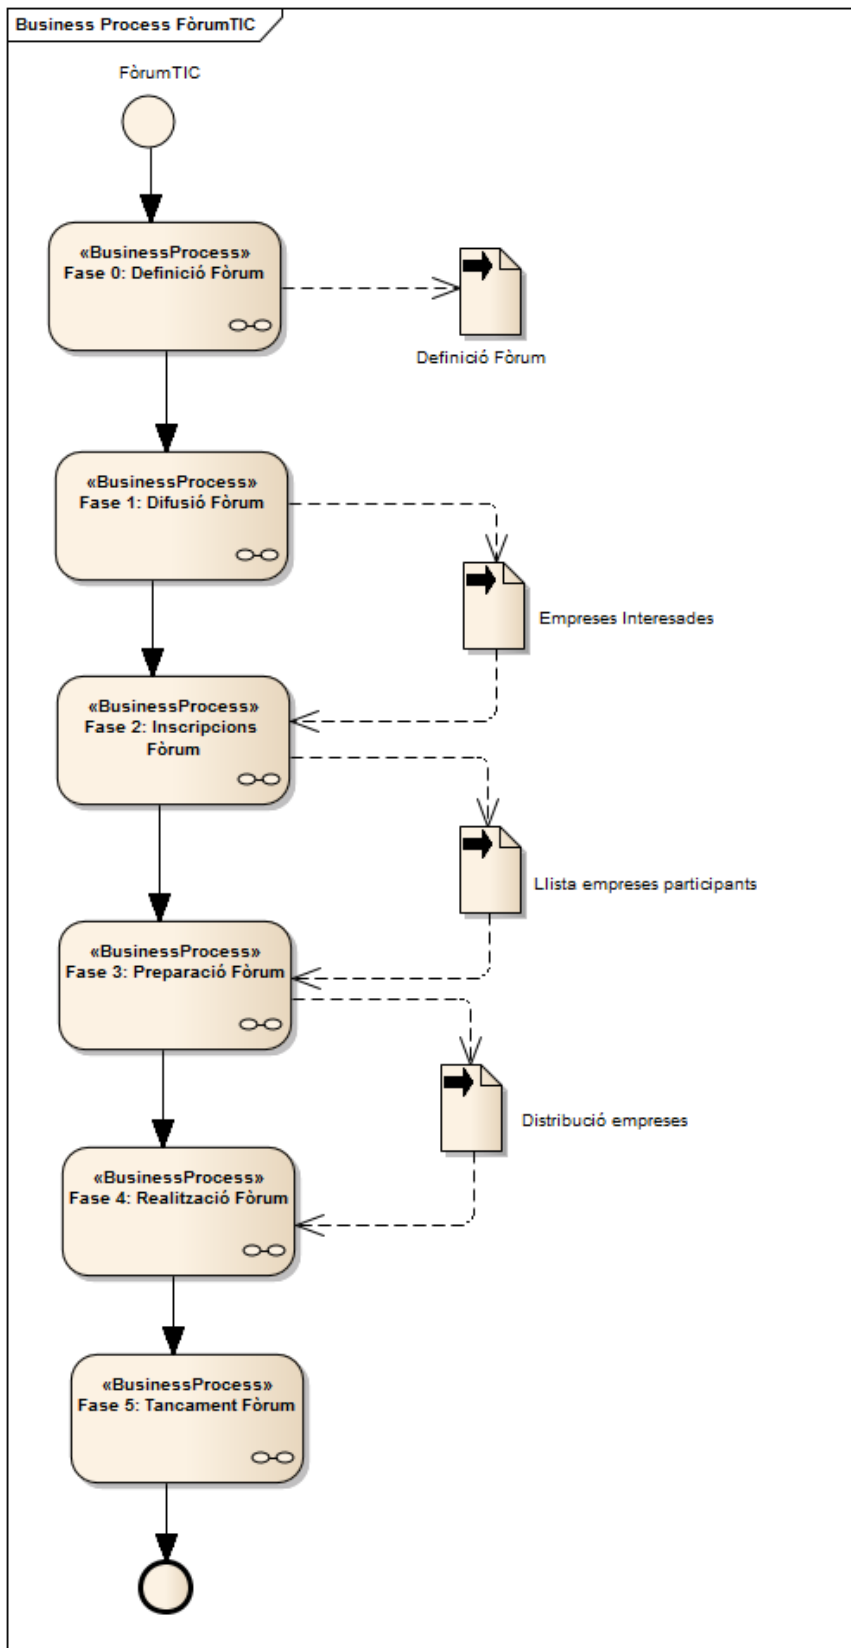 Business Process FòrumTIC
FòrumTIC
«BusinessProcess»
Fase 0: Definició Fòrum
Definició Fòrum
«BusinessProcess»
Fase 1: Difusió Fòrum
Empreses Interesades
«BusinessProcess»
Fase 2: Inscripcions
Fòrum
Llista empreses participants
«BusinessProcess»
Fase 3: Preparació Fòrum
Distribució empreses
«BusinessProcess»
Fase 4: Realització Fòrum
«BusinessProcess»
Fase 5: Tancament Fòrum